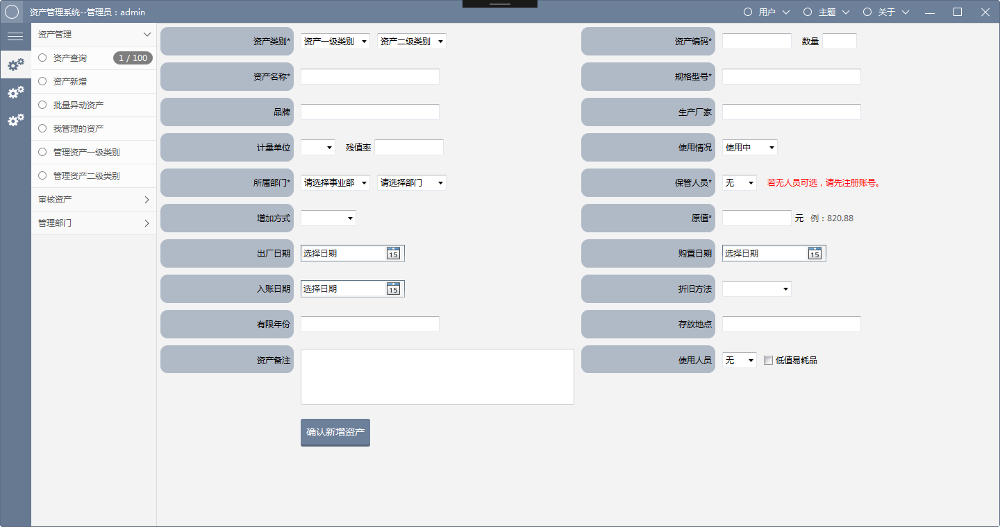 资产管理系统--管理员：admin
用户
主题
关于
资产管理
资产查询 1 / 100
资产新增
批量异动资产
我管理的资产
管理资产一级类别
管理资产二级类别
审核资产
管理部门
资产类别* 资产一级类别 资产二级类别 资产编码* 数量
资产名称* 规格型号*
品牌 生产厂家
计量单位 残值率 使用情况 使用中
所属部门* 请选择事业部 请选择部门 保管人员* 无 若无人员可选，请先注册账号。
增加方式 原值* 元 例：820.88
出厂日期 选择日期 15 购置日期 选择日期 15
入账日期 选择日期 15 折旧方法
有限年份 存放地点
资产备注 使用人员 无 低值易耗品
确认新增资产